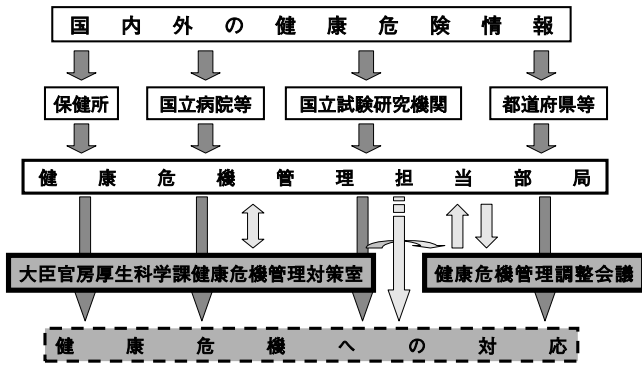 国内外の健康危険情報
保健所
国立病院等
国立試験研究機関
都道府県等
健康危機管理担当部局
大臣官房厚生科学課健康危機管理対策室
健康危機管理調整会議
健康危機への対応